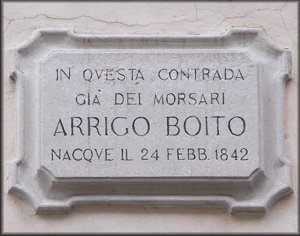 IN QVESTA CONTRADA
GIÀ DEI MORSARI
ARRIGO BOITO
NACQVE IL 24 FEBB. 1842